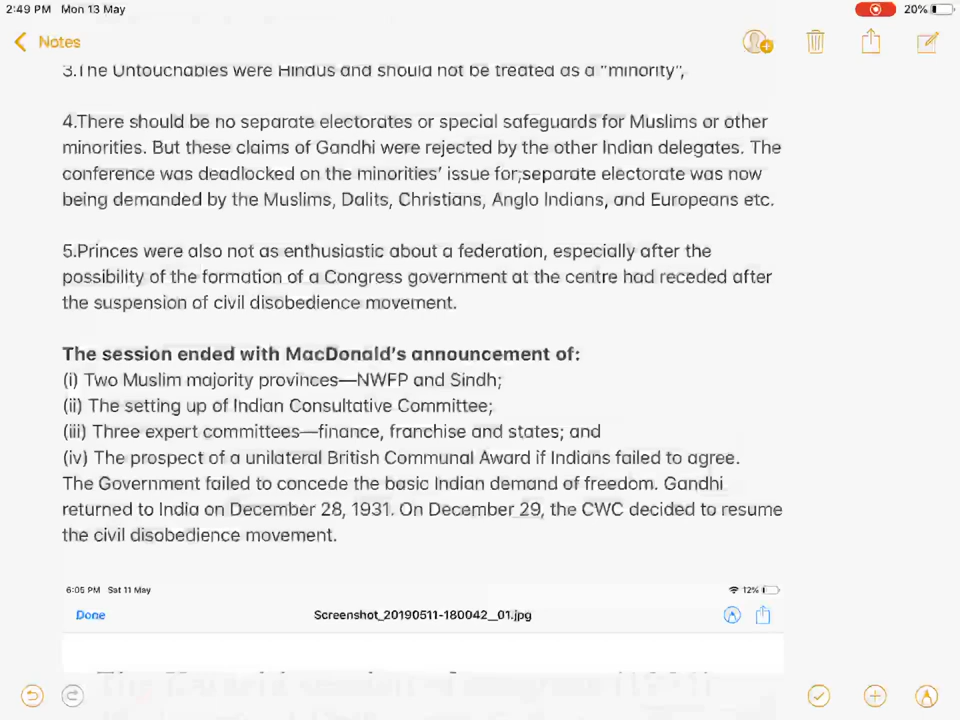 2:49 PM Mon 13 May
20%
Notes
3.The Untouchables were Hindus and should not be treated as a "minority",
4.There should be no separate electorates or special safeguards for Muslims or other
minorities. But these claims of Gandhi were rejected by the other Indian delegates. The
conference was deadlocked on the minorities' issue for;separate electorate was now
being demanded by the Muslims, Dalits, Christians, Anglo Indians, and Europeans etc.
5.Princes were also not as enthusiastic about a federation, especially after the
possibility of the formation of a Congress government at the centre had receded after
the suspension of civil disobedience movement.
The session ended with MacDonald's announcement of:
(i) Two Muslim majority provinces—NWFP and Sindh;
(ii) The setting up of Indian Consultative Committee;
(iii) Three expert committees—finance, franchise and states; and
(iv) The prospect of a unilateral British Communal Award if Indians failed to agree.
The Government failed to concede the basic Indian demand of freedom. Gandhi
returned to India on December 28, 1931. On December 29, the CWC decided to resume
the civil disobedience movement.
6:05 PM Sat 11 May
12%
Done
Screenshot_20190511-180042__01.jpg